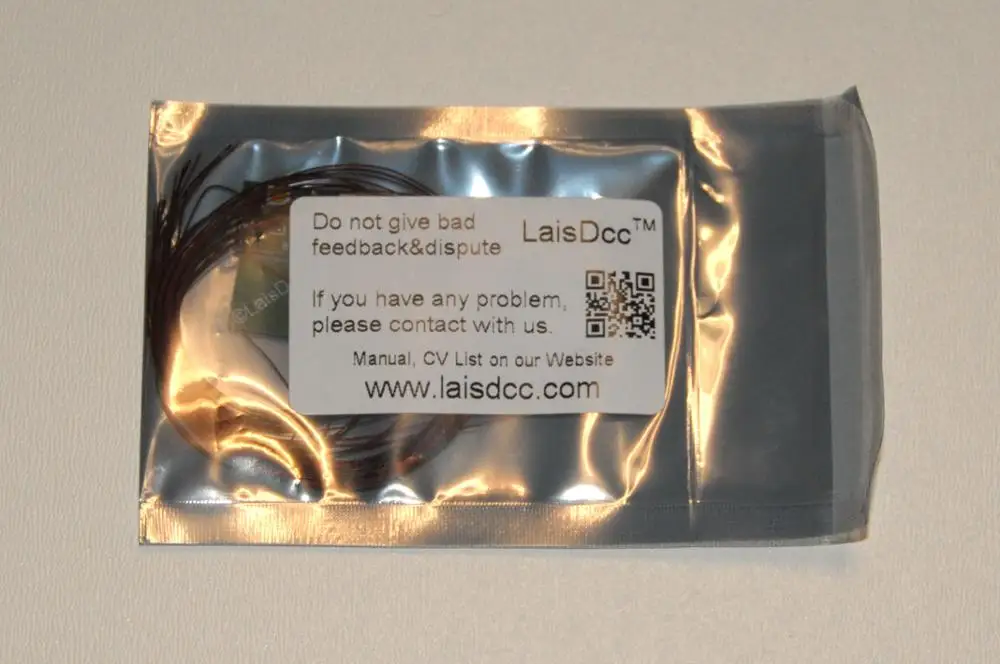 Do not give bad
feedback&dispute
LaisDcc™
If you have any problem,
please contact with us.
Manual, CV List on our Website
www.laisdcc.com
©LaisD